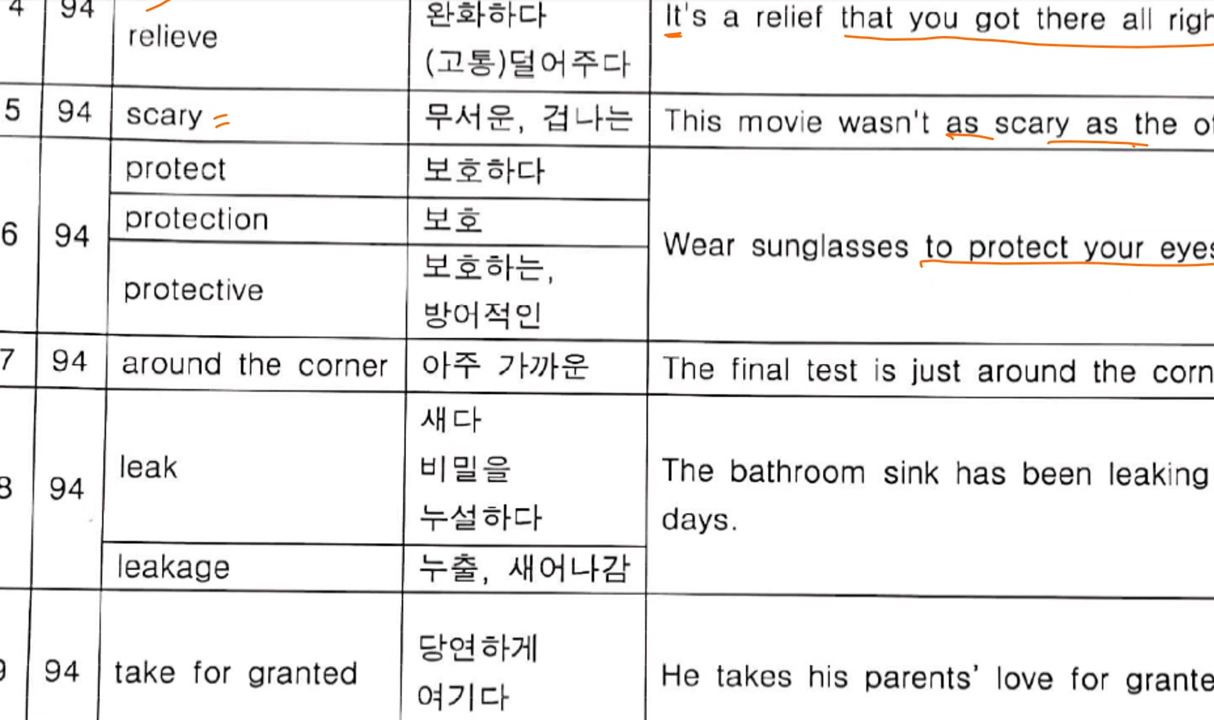 4 94 relieve 완화하다 It's a relief that you got there all righ
(고통)덜어주다
5 94 scary 무서운, 겁나는 This movie wasn't as scary as the
protect 보호하다
protection 보호
6 94 Wear sunglasses to protect your eyes
protective 보호하는,
방어적인
7 94 around the corner 아주 가까운 The final test is just around the corn
새다
8 94 leak 비밀을 The bathroom sink has been leaking
누설하다 days.
leakage 누출, 새어나감
9 94 take for granted 당연하게 He takes his parents' love for grante
여기다